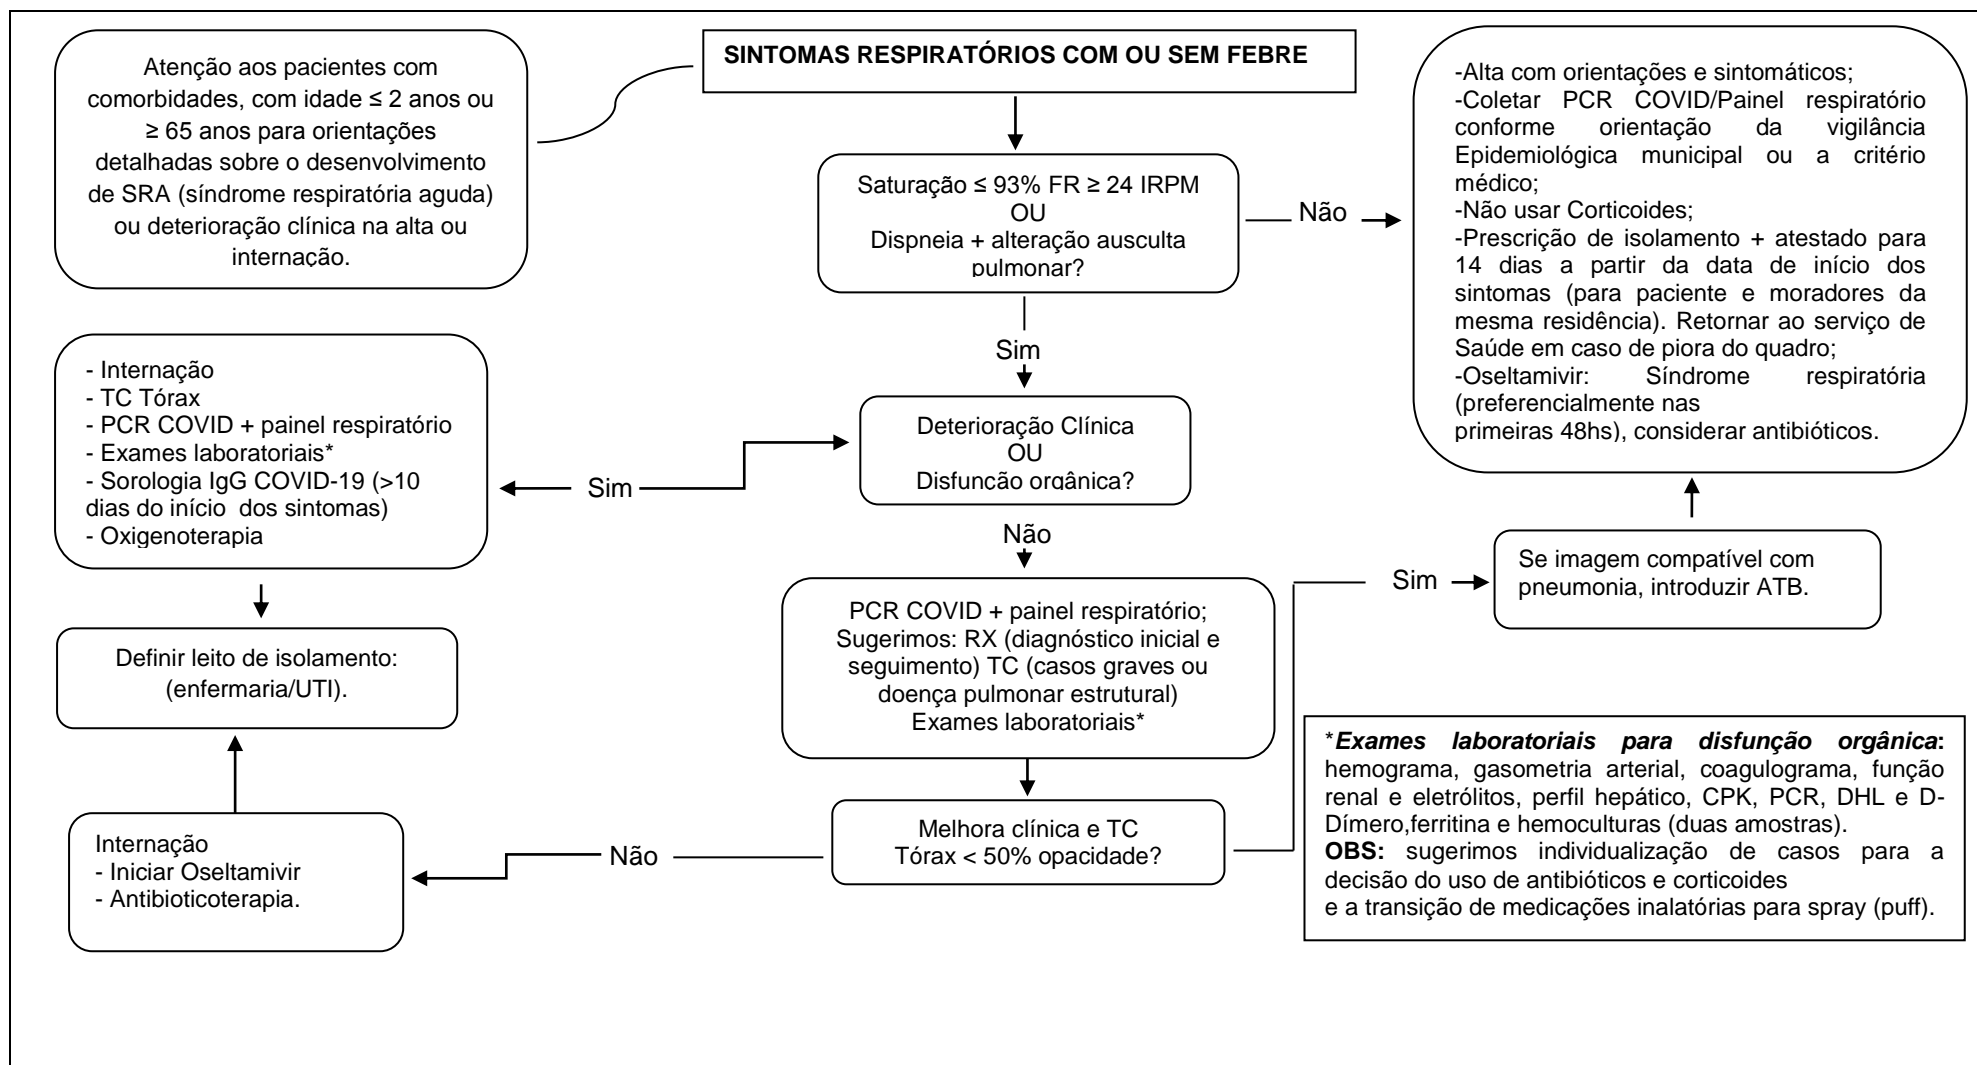 Atenção aos pacientes com
comorbidades, com idade ≤ 2 anos ou
≥ 65 anos para orientações
detalhadas sobre o desenvolvimento
de SRA (síndrome respiratória aguda)
ou deterioração clínica na alta ou
internação.
SINTOMAS RESPIRATÓRIOS COM OU SEM FEBRE
Saturação ≤ 93% FR ≥ 24 IRPM
OU
Dispneia + alteração ausculta
pulmonar?
Não
-Alta com orientações e sintomáticos;
-Coletar PCR COVID/Painel respiratório
conforme orientação da vigilância
Epidemiológica municipal ou a critério
médico;
-Não usar Corticoides;
-Prescrição de isolamento + atestado para
14 dias a partir da data de início dos
sintomas (para paciente e moradores da
mesma residência). Retornar ao serviço de
Saúde em caso de piora do quadro;
-Oseltamivir: Síndrome respiratória
(preferencialmente nas
primeiras 48hs), considerar antibióticos.
Sim
- Internação
- TC Tórax
- PCR COVID + painel respiratório
- Exames laboratoriais*
- Sorologia IgG COVID-19 (>10
dias do início dos sintomas)
- Oxigenoterapia
Sim
Deterioração Clínica
OU
Disfunção orgânica?
Não
Definir leito de isolamento:
(enfermaria/UTI).
PCR COVID + painel respiratório;
Sugerimos: RX (diagnóstico inicial e
seguimento) TC (casos graves ou
doença pulmonar estrutural)
Exames laboratoriais*
Sim
Se imagem compatível com
pneumonia, introduzir ATB.
Internação
- Iniciar Oseltamivir
- Antibioticoterapia.
Não
Melhora clínica e TC
Tórax < 50% opacidade?
*Exames laboratoriais para disfunção orgânica:
hemograma, gasometria arterial, coagulograma, função
renal e eletrólitos, perfil hepático, CPK, PCR, DHL e D-
Dímero,ferritina e hemoculturas (duas amostras).
OBS: sugerimos individualização de casos para a
decisão do uso de antibióticos e corticoides
e a transição de medicações inalatórias para spray (puff).